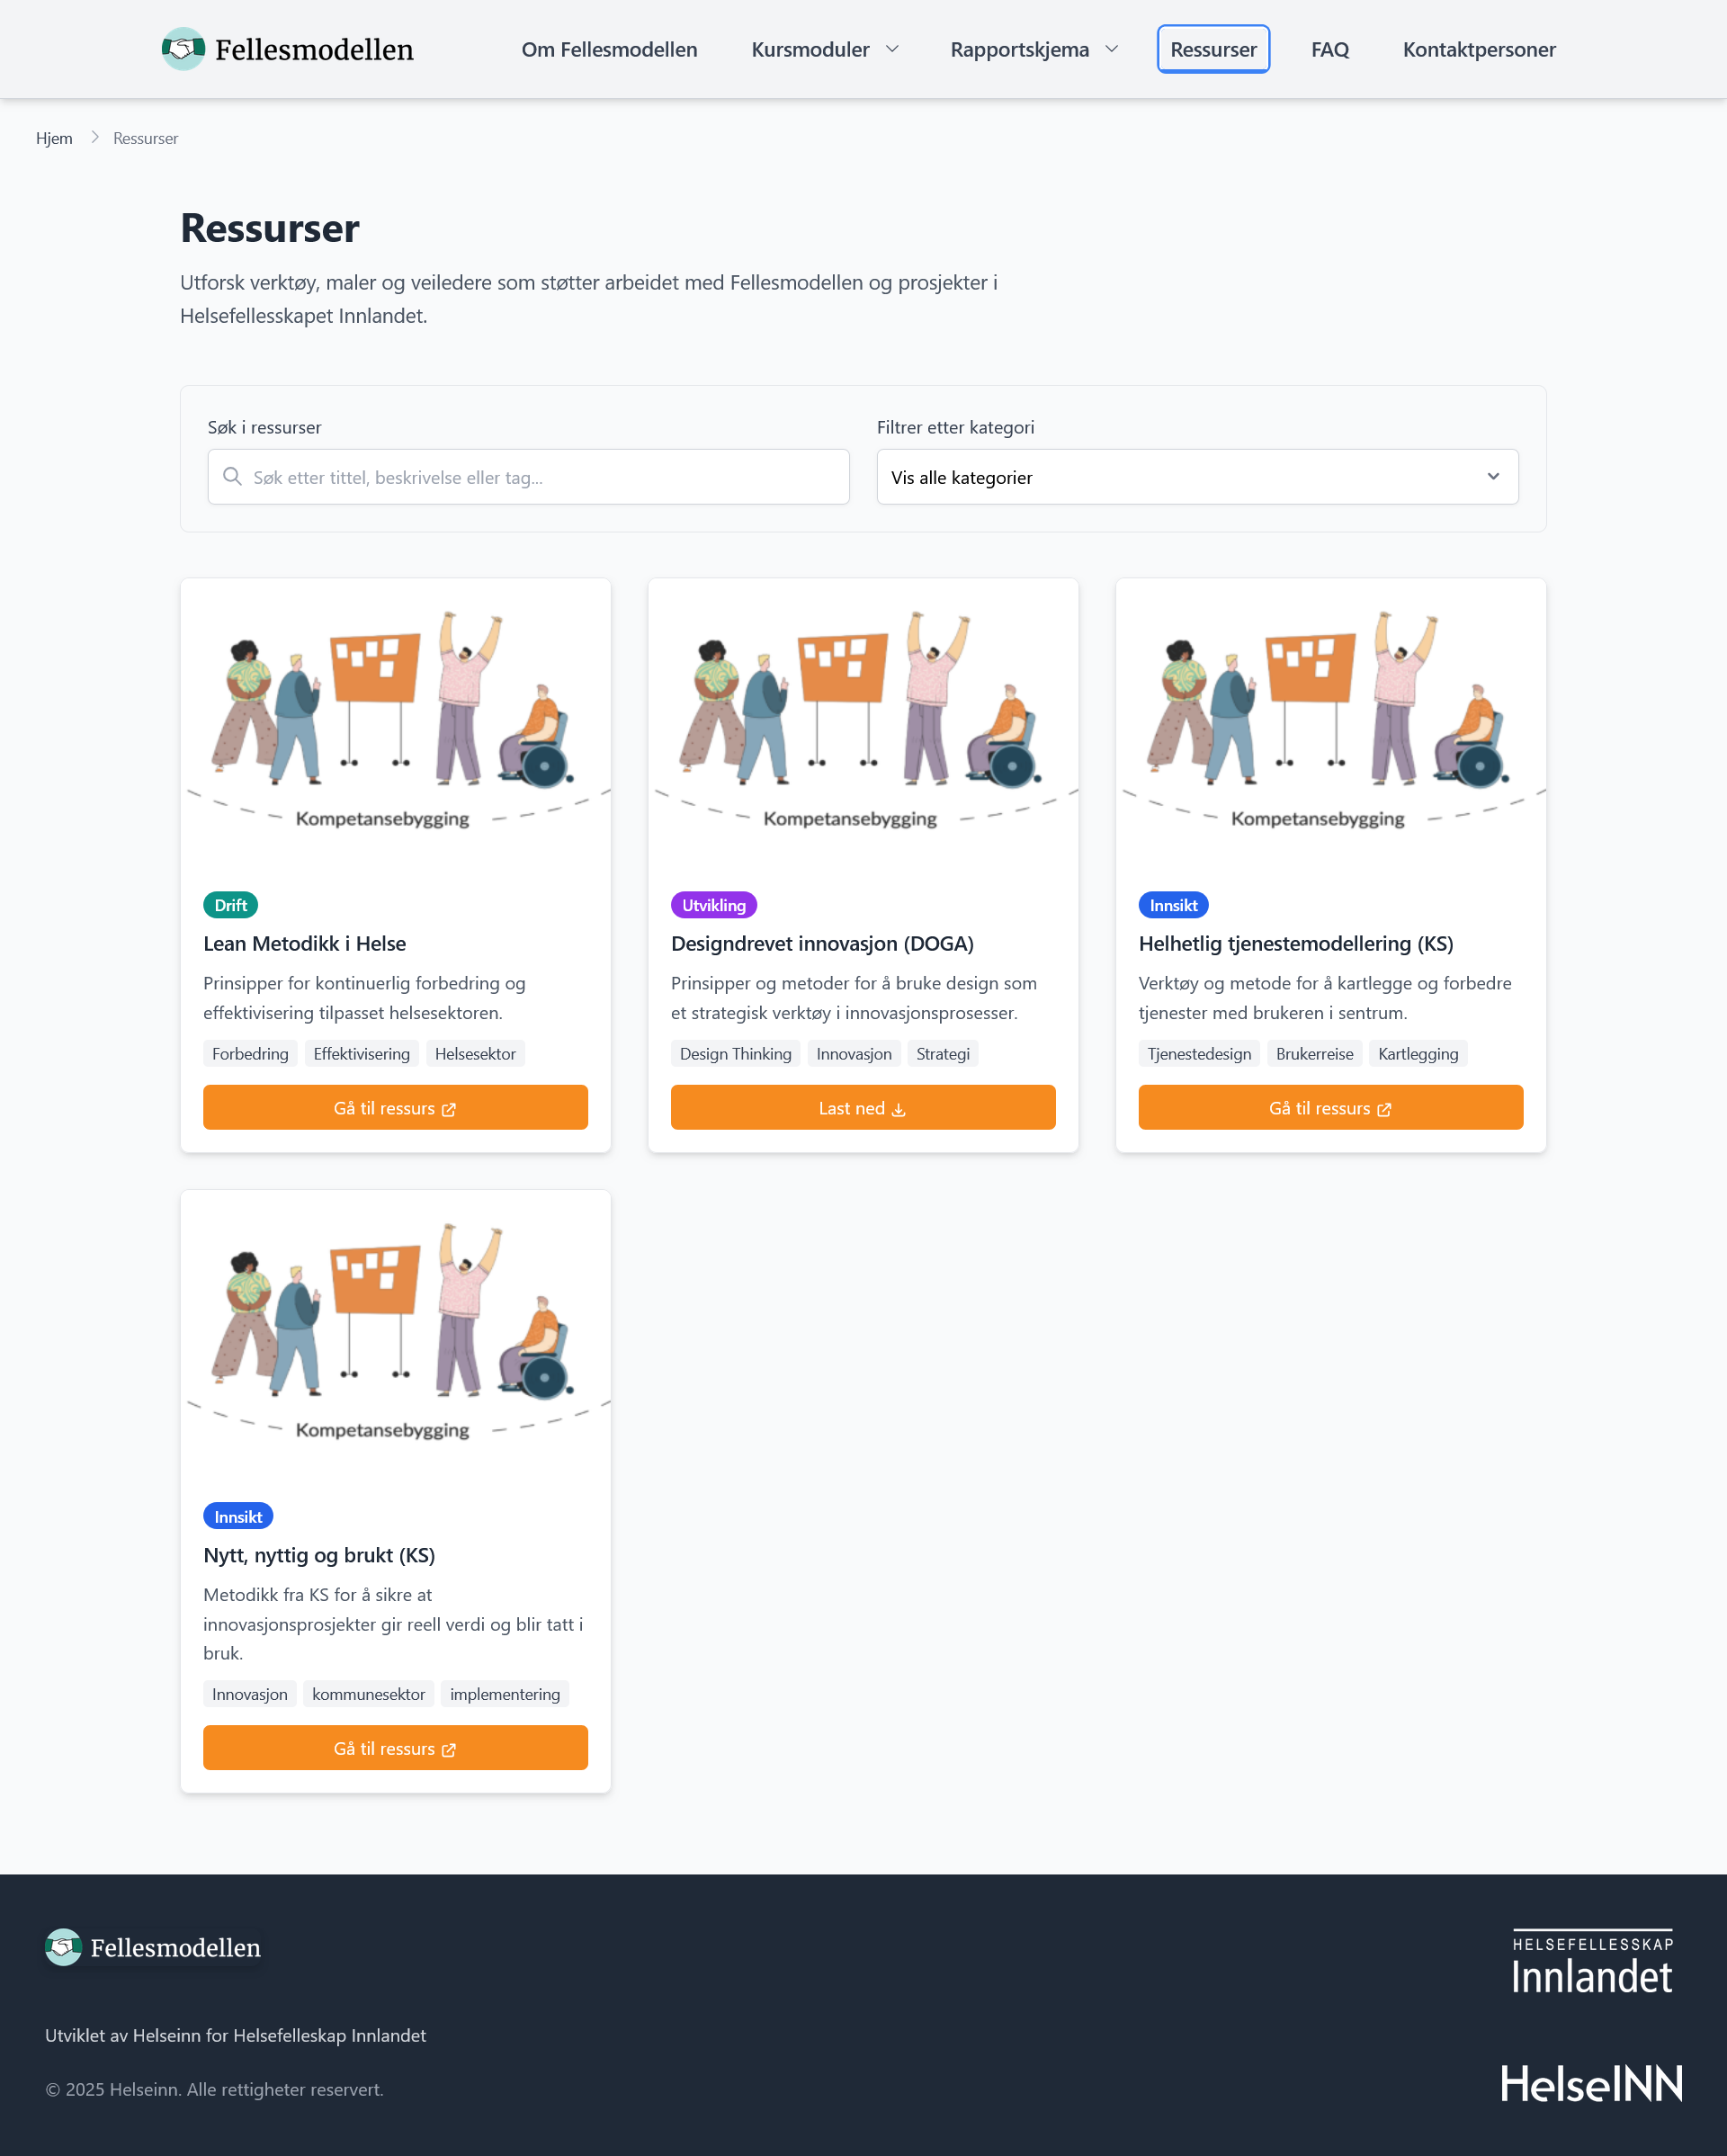 Fellesmodellen
Om Fellesmodellen
Kursmoduler
Rapportskjema
Ressurser
FAQ
Kontaktpersoner
Hjem
Ressurser
Ressurser
Utforsk verktøy, maler og veiledere som støtter arbeidet med Fellesmodellen og prosjekter i
Helsefellesskapet Innlandet.
Søk i ressurser
Søk etter tittel, beskrivelse eller tag...
Filtrer etter kategori
Vis alle kategorier
Kompetansebygging
Drift
Lean Metodikk i Helse
Prinsipper for kontinuerlig forbedring og
effektivisering tilpasset helsesektoren.
Forbedring Effektivisering Helsesektor
Gå til ressurs
Kompetansebygging
Utvikling
Designdrevet innovasjon (DOGA)
Prinsipper og metoder for å bruke design som
et strategisk verktøy i innovasjonsprosesser.
Design Thinking Innovasjon Strategi
Last ned
Kompetansebygging
Innsikt
Helhetlig tjenestemodellering (KS)
Verktøy og metode for å kartlegge og forbedre
tjenester med brukeren i sentrum.
Tjenestedesign Brukerreise Kartlegging
Gå til ressurs
Kompetansebygging
Innsikt
Nytt, nyttig og brukt (KS)
Metodikk fra KS for å sikre at
innovasjonsprosjekter gir reell verdi og blir tatt i
bruk.
Innovasjon kommunesektor implementering
Gå til ressurs
Fellesmodellen
Utviklet av Helseinn for Helsefelleskap Innlandet
© 2025 Helseinn. Alle rettigheter reservert.
HELSEFELLESSKAP
Innlandet
HelseINN